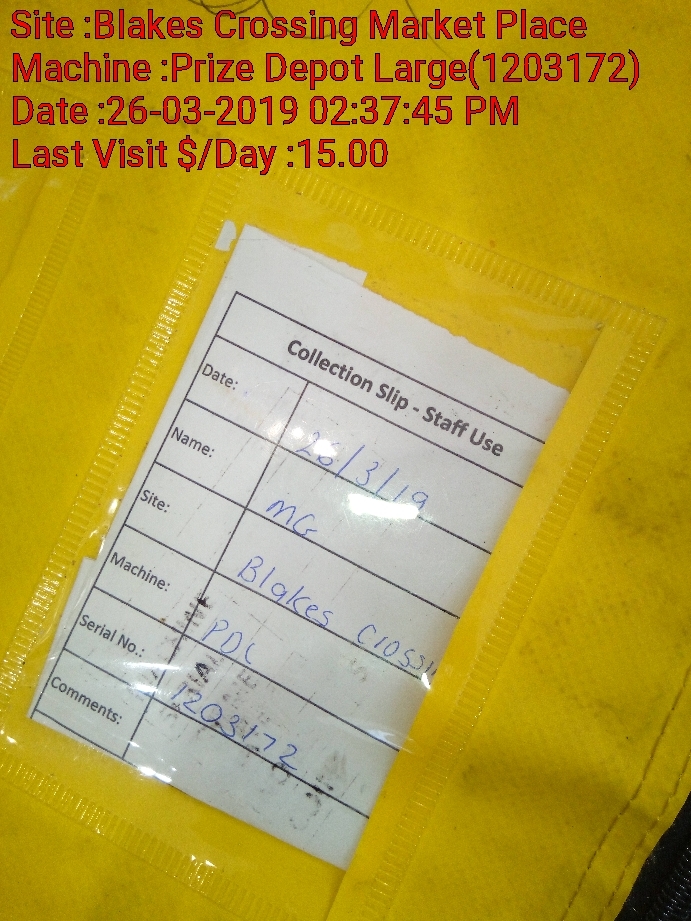 Site :Blakes Crossing Market Place
Machine :Prize Depot Large(1203172)
Date :26-03-2019 02:37:45 PM
Last Visit $/Day :15.00
Collection Slip - Staff Use
Date: 26/3/19
Name: MG
Site: Blakes Crossi
Machine: PDL
Serial No.: 1203172
Comments: